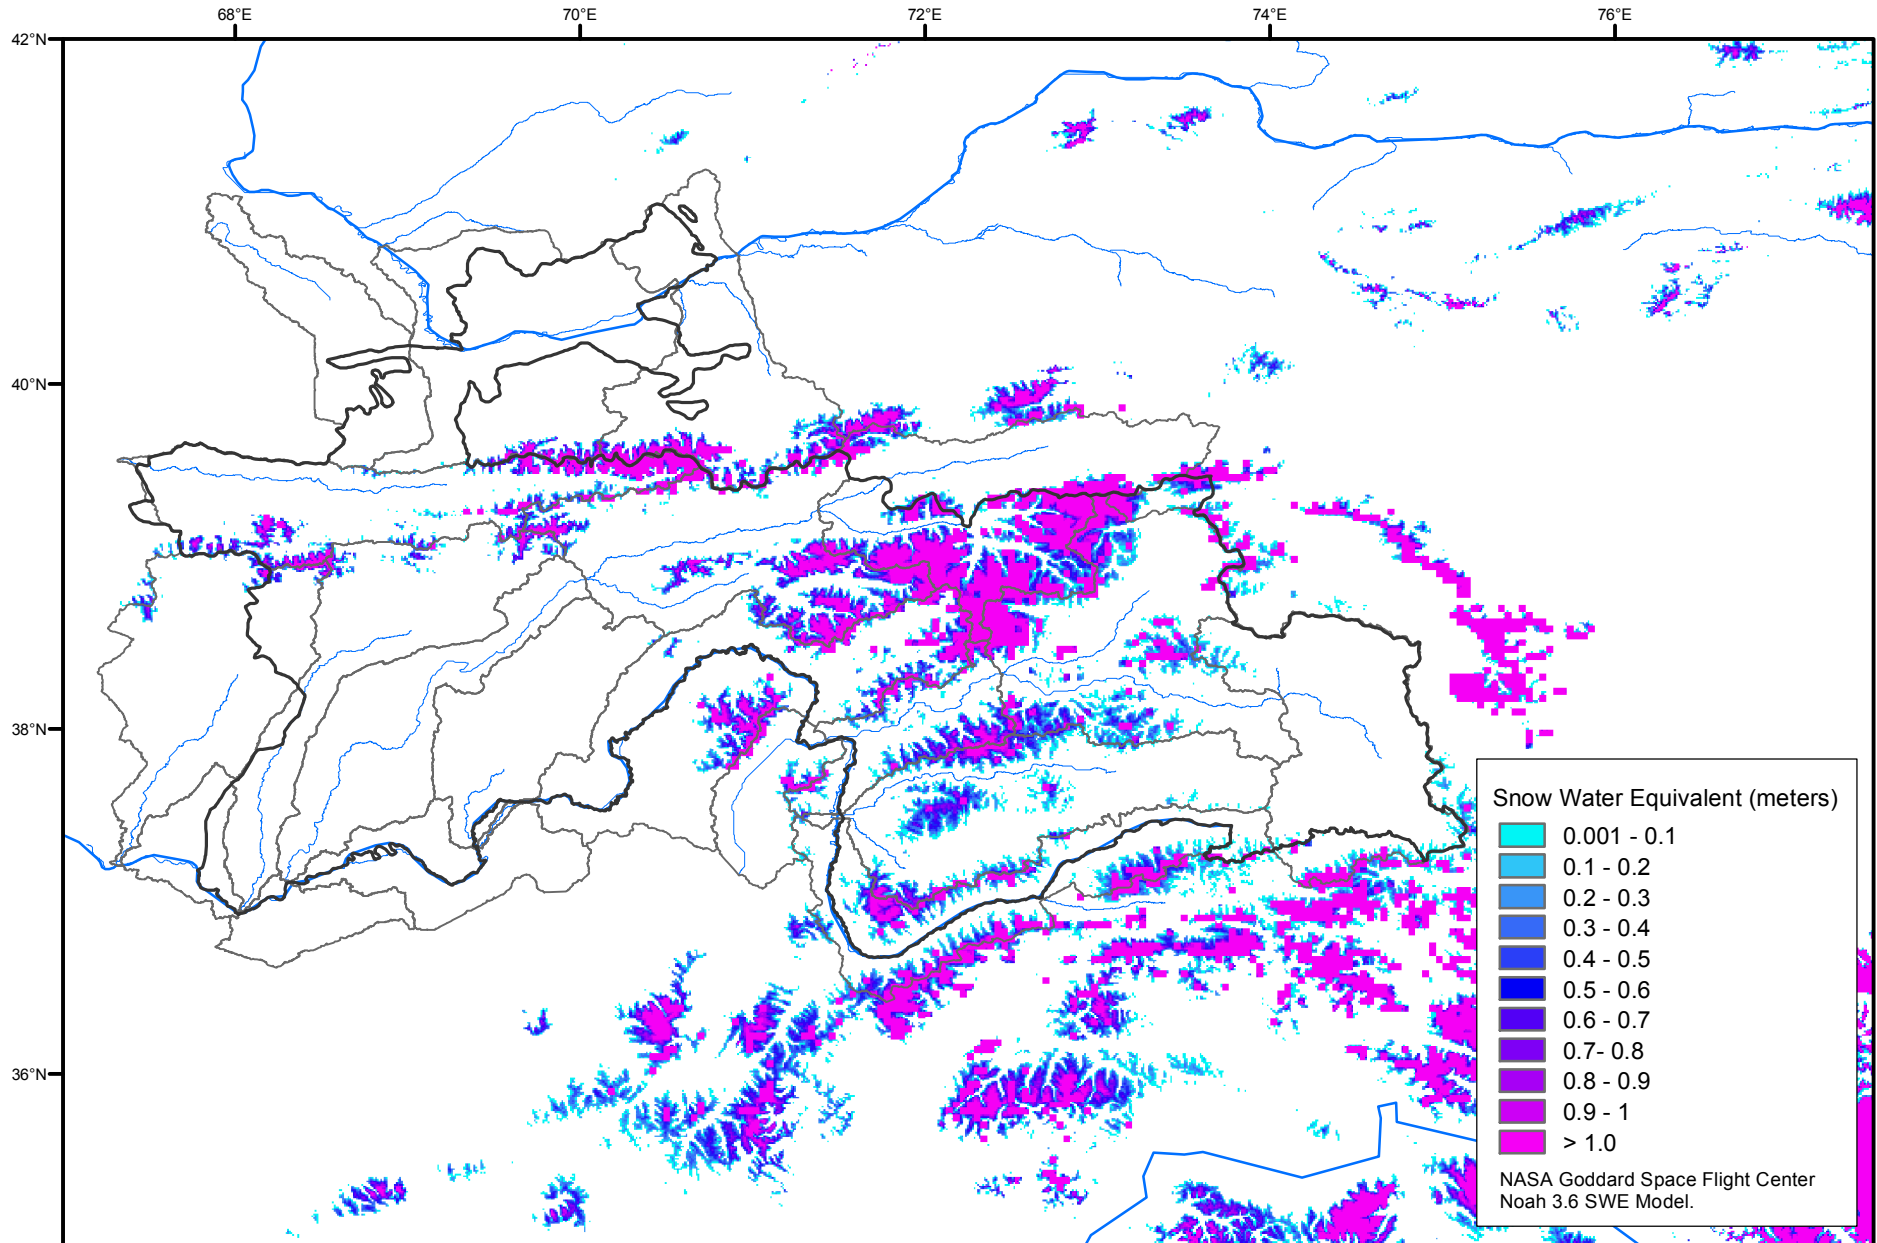 68°E 70°E 72°E 74°E 76°E
42°N
40°N
38°N
36°N
Snow Water Equivalent (meters)
0.001 - 0.1
0.1 - 0.2
0.2 - 0.3
0.3 - 0.4
0.4 - 0.5
0.5 - 0.6
0.6 - 0.7
0.7- 0.8
0.8 - 0.9
0.9 - 1
> 1.0
NASA Goddard Space Flight Center
Noah 3.6 SWE Model.